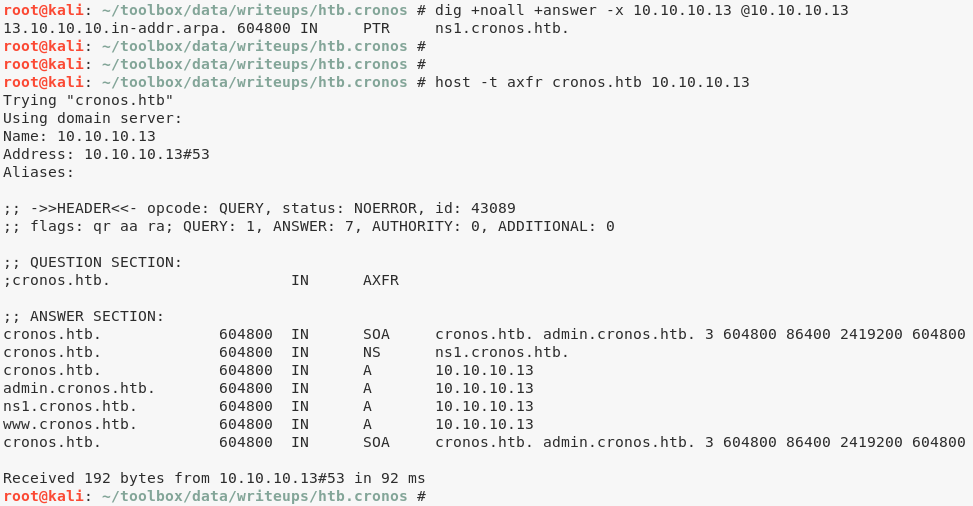 root@kali: ~/toolbox/data/writeups/htb.cronos # dig +noall +answer -x 10.10.10.13 @10.10.10.13
13.10.10.10.in-addr.arpa. 604800 IN     PTR     ns1.cronos.htb.
root@kali: ~/toolbox/data/writeups/htb.cronos #
root@kali: ~/toolbox/data/writeups/htb.cronos #
root@kali: ~/toolbox/data/writeups/htb.cronos # host -t axfr cronos.htb 10.10.10.13
Trying "cronos.htb"
Using domain server:
Name: 10.10.10.13
Address: 10.10.10.13#53
Aliases:

;; ->>HEADER<<- opcode: QUERY, status: NOERROR, id: 43089
;; flags: qr aa ra; QUERY: 1, ANSWER: 7, AUTHORITY: 0, ADDITIONAL: 0

;; QUESTION SECTION:
;cronos.htb.                    IN      AXFR

;; ANSWER SECTION:
cronos.htb.             604800  IN      SOA     cronos.htb. admin.cronos.htb. 3 604800 86400 2419200 604800
cronos.htb.             604800  IN      NS      ns1.cronos.htb.
cronos.htb.             604800  IN      A       10.10.10.13
admin.cronos.htb.       604800  IN      A       10.10.10.13
ns1.cronos.htb.         604800  IN      A       10.10.10.13
www.cronos.htb.         604800  IN      A       10.10.10.13
cronos.htb.             604800  IN      SOA     cronos.htb. admin.cronos.htb. 3 604800 86400 2419200 604800

Received 192 bytes from 10.10.10.13#53 in 92 ms
root@kali: ~/toolbox/data/writeups/htb.cronos #